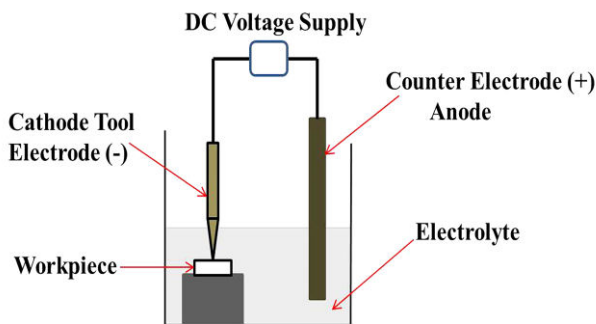 DC Voltage Supply
Counter Electrode (+)
Anode
Cathode Tool
Electrode (-)
Electrolyte
Workpiece